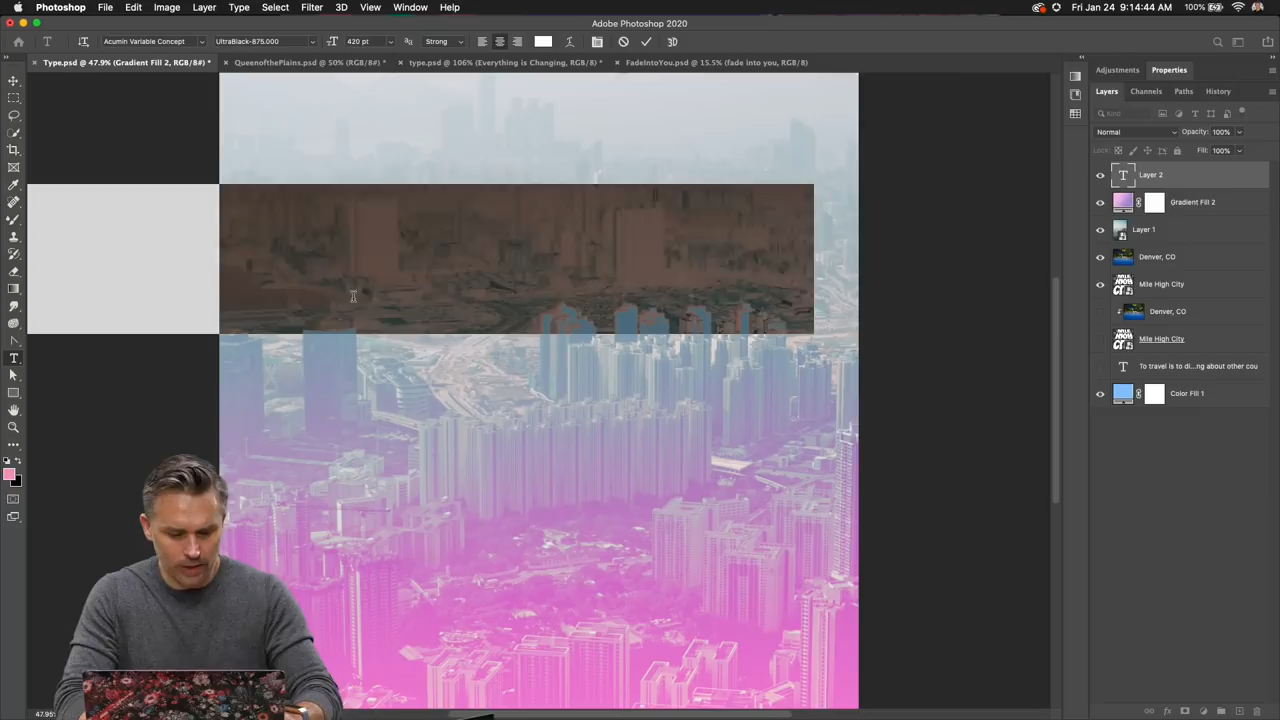 Photoshop File Edit Image Layer Type Select Filter 3D View Window Help 100% Fri Jan 24 9:14:44 AM
Adobe Photoshop 2020
Acumin Variable Concept UltraBlack-875.000 420 pt Strong 3D
Type.psd @ 47.9% (Gradient Fill 2, RGB/8#) * QueenofthePlains.psd @ 50% (RGB/8#) * type.psd @ 106% (Everything is Changing, RGB/8) * FadeIntoYou.psd @ 15.5% (fade into you, RGB/8)
Adjustments Properties
Layers Channels Paths History
Kind
Normal Opacity: 100%
Lock: Fill: 100%
Layer 2
Gradient Fill 2
Layer 1
Denver, CO
Mile High City
Denver, CO
Mile High City
To travel is to di...ng about other cou
Color Fill 1